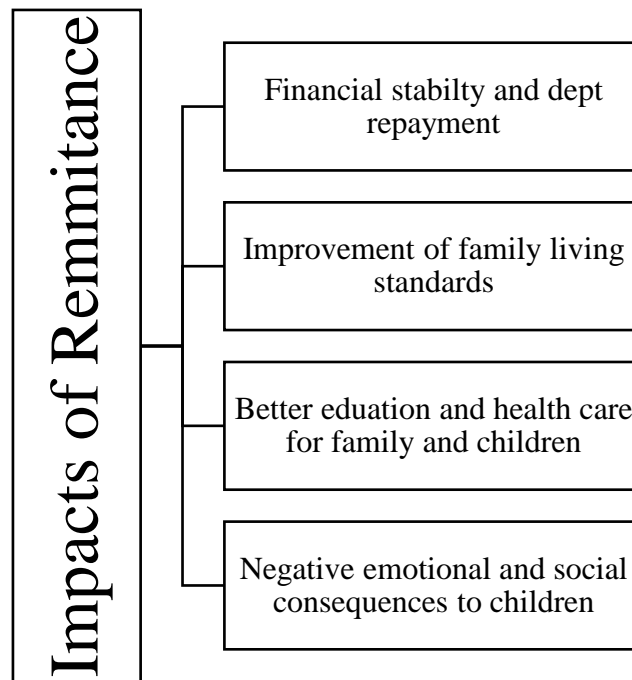 Impacts of Remmitance
Financial stabilty and dept
repayment
Improvement of family living
standards
Better eduation and health care
for family and children
Negative emotional and social
consequences to children